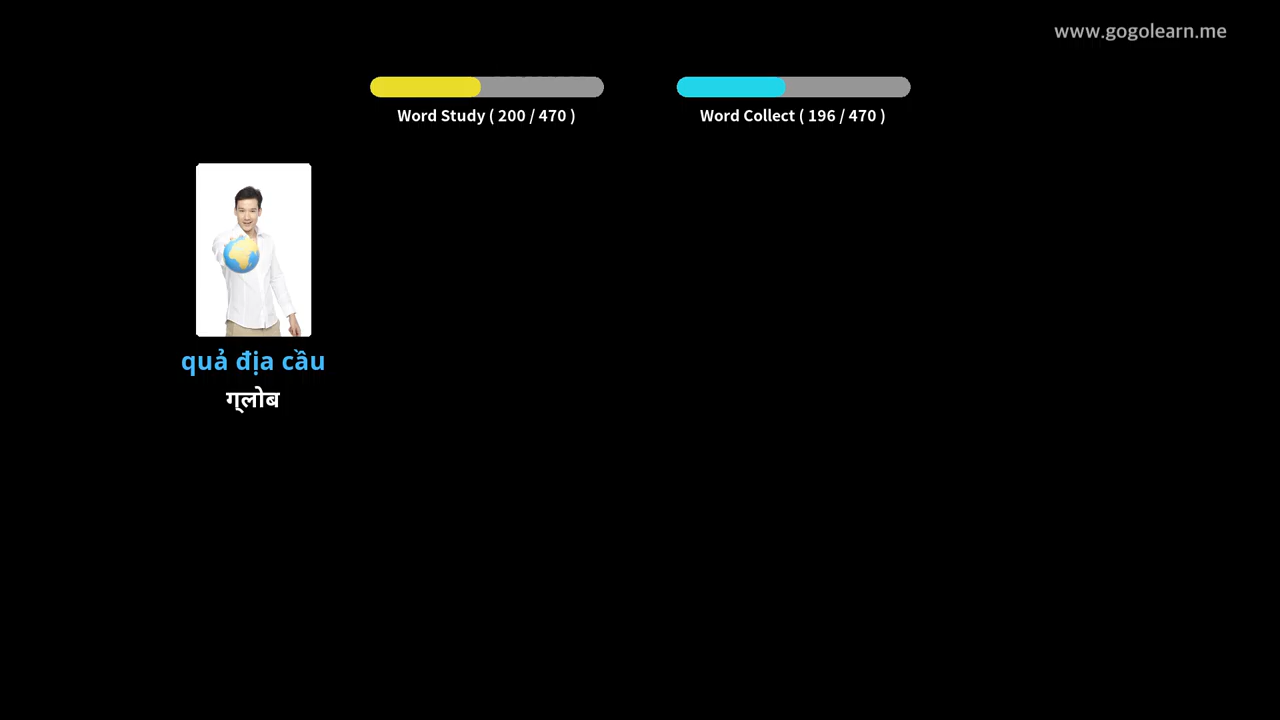 www.gogolearn.me
Word Study ( 200 / 470 )
Word Collect ( 196 / 470 )
quả địa cầu
ग्लोब